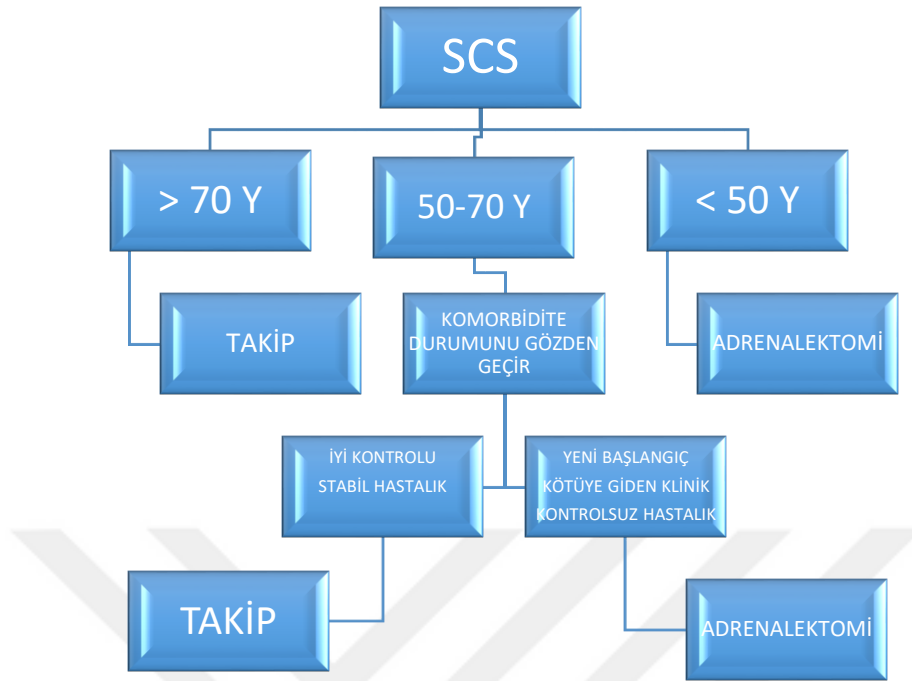 SCS
> 70 Y
50-70 Y
< 50 Y
TAKİP
KOMORBİDİTE
DURUMUNU GÖZDEN
GEÇİR
ADRENALEKTOMİ
İYİ KONTROLU
STABİL HASTALIK
YENİ BAŞLANGIÇ
KÖTÜYE GİDEN KLİNİK
KONTROLSUZ HASTALIK
TAKİP
ADRENALEKTOMİ